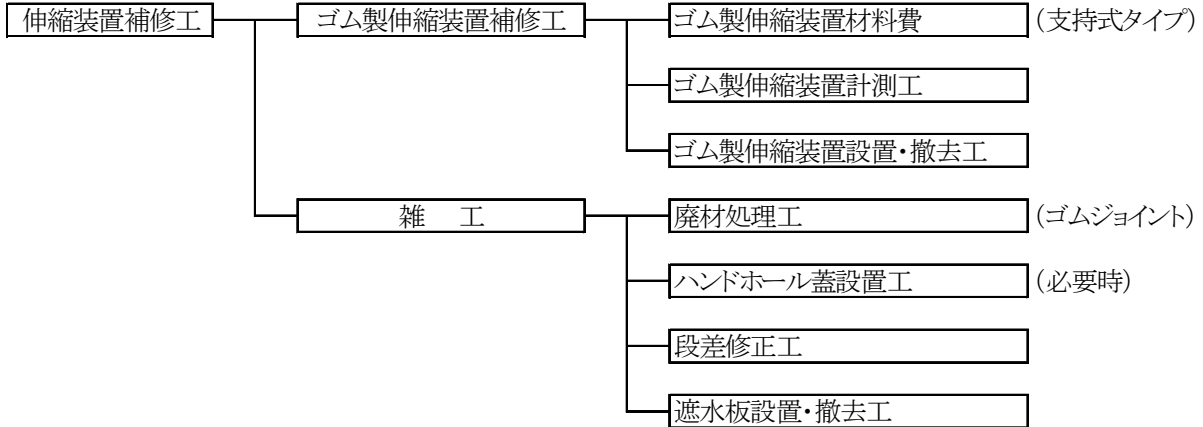 伸縮装置補修工 ゴム製伸縮装置補修工 ゴム製伸縮装置材料費 (支持式タイプ)
ゴム製伸縮装置計測工
ゴム製伸縮装置設置・撤去工
雑 工 廃材処理工 (ゴムジョイント)
ハンドホール蓋設置工 (必要時)
段差修正工
遮水板設置・撤去工